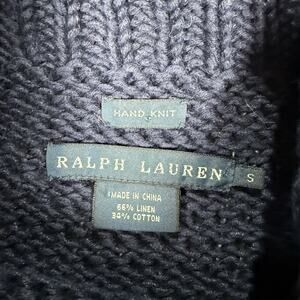 HAND KNIT
RALPH LAUREN S
MADE IN CHINA
66% LINEN
34% COTTON